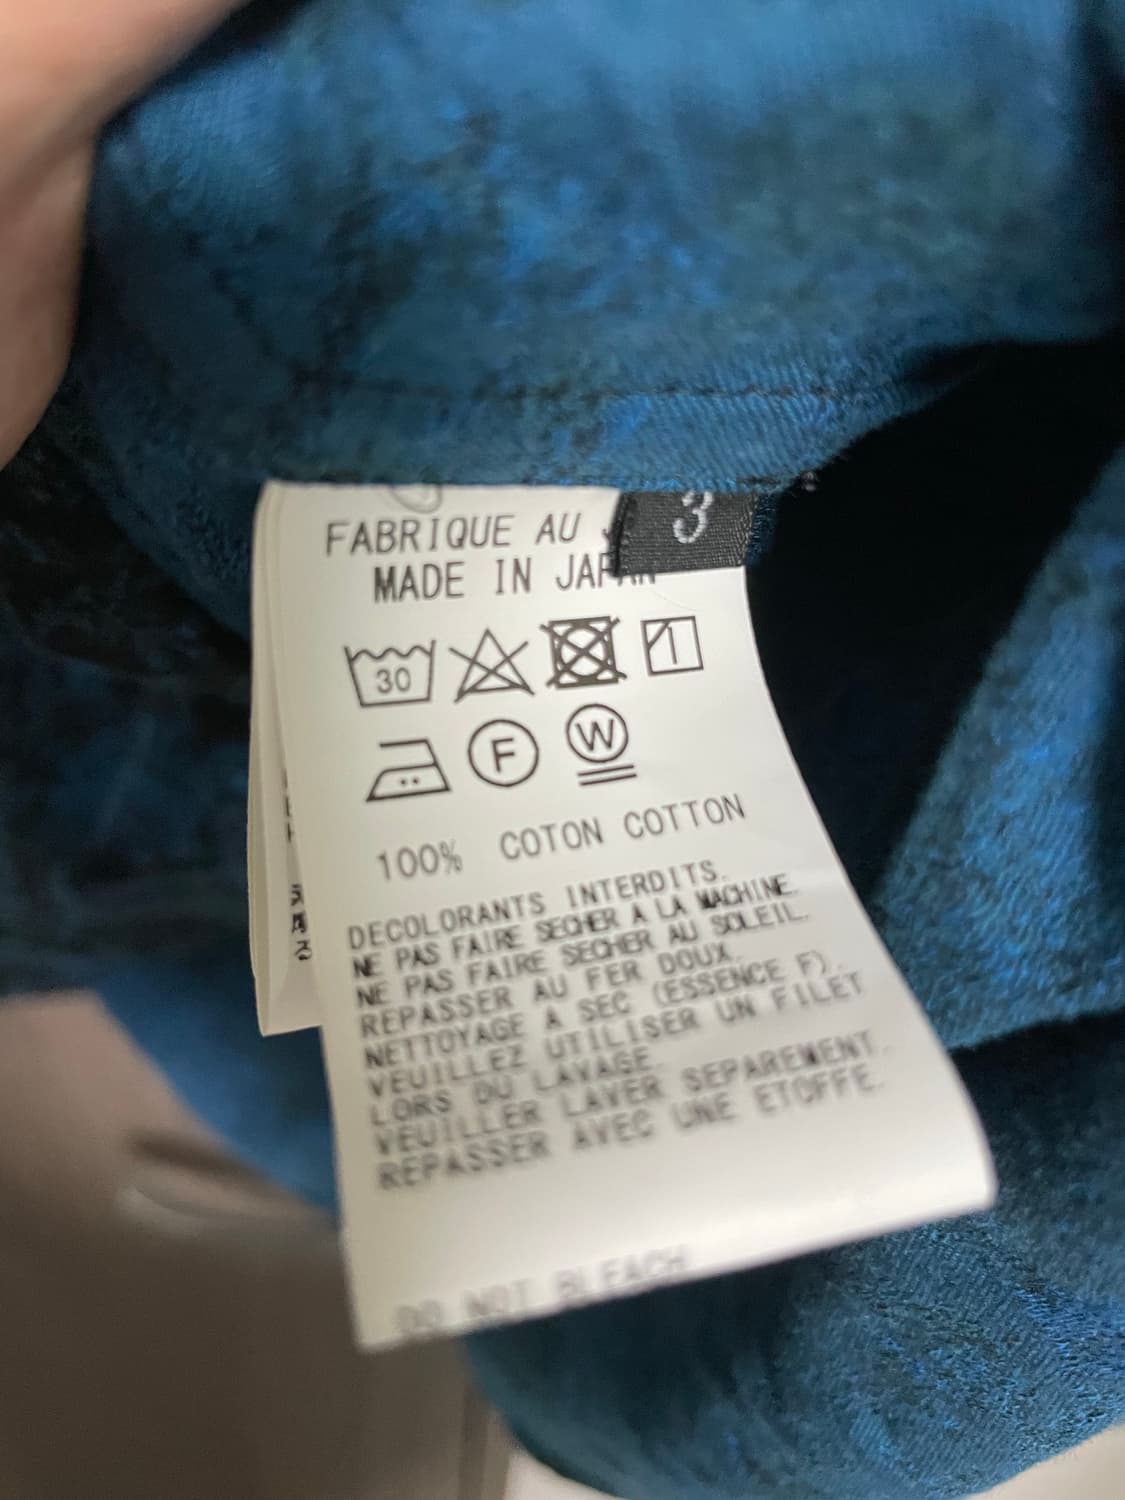 3
FABRIQUE AU
MADE IN JAPAN
30
F
W
100% COTON COTTON
DECOLORANTS INTERDITS.
NE PAS FAIRE SECHER A LA MACHINE.
NE PAS FAIRE SECHER AU SOLEIL.
REPASSER AU FER DOUX.
NETTOYAGE A SEC (ESSENCE F).
VEUILLEZ UTILISER UN FILET
LORS DU LAVAGE.
VEUILLER LAVER SEPAREMENT.
REPASSER AVEC UNE ETOFFE.
DO NOT BLEACH